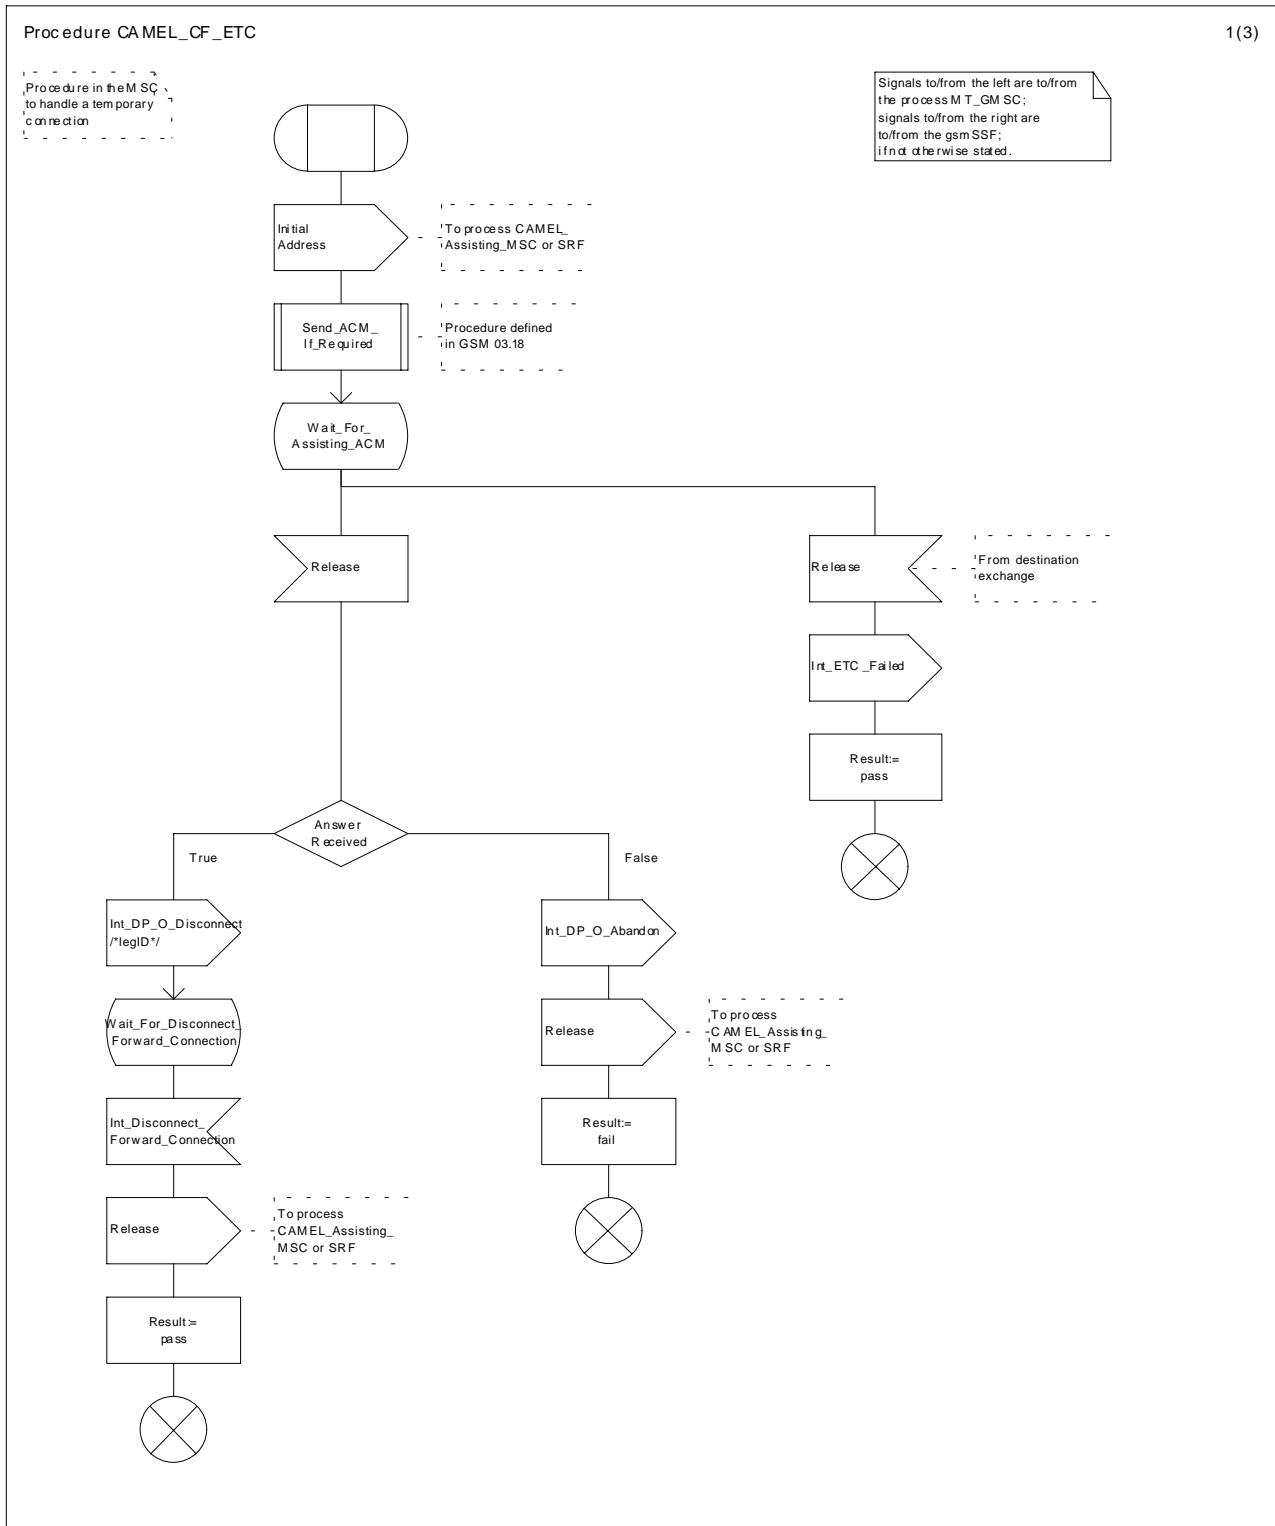 Procedure CAMEL_CF_ETC
1(3)
Procedure in the MSC
to handle a temporary
connection
Signals to/from the left are to/from
the process MT_GMSC;
signals to/from the right are
to/from the gsmSSF;
if not otherwise stated.
Initial
Address
To process CAMEL_
Assisting_MSC or SRF
Send_ACM_
If_Required
Procedure defined
in GSM 03.18
Wait_For_
Assisting_ACM
Release
Release
From destination
exchange
Int_ETC_Failed
Result:=
pass
Answer
Received
True
False
Int_DP_O_Disconnect
/*legID*/
Int_DP_O_Abandon
Wait_For_Disconnect_
Forward_Connection
Release
To process
CAMEL_Assisting_
MSC or SRF
Int_Disconnect_
Forward_Connection
Result:=
fail
Release
To process
CAMEL_Assisting_
MSC or SRF
Result:=
pass